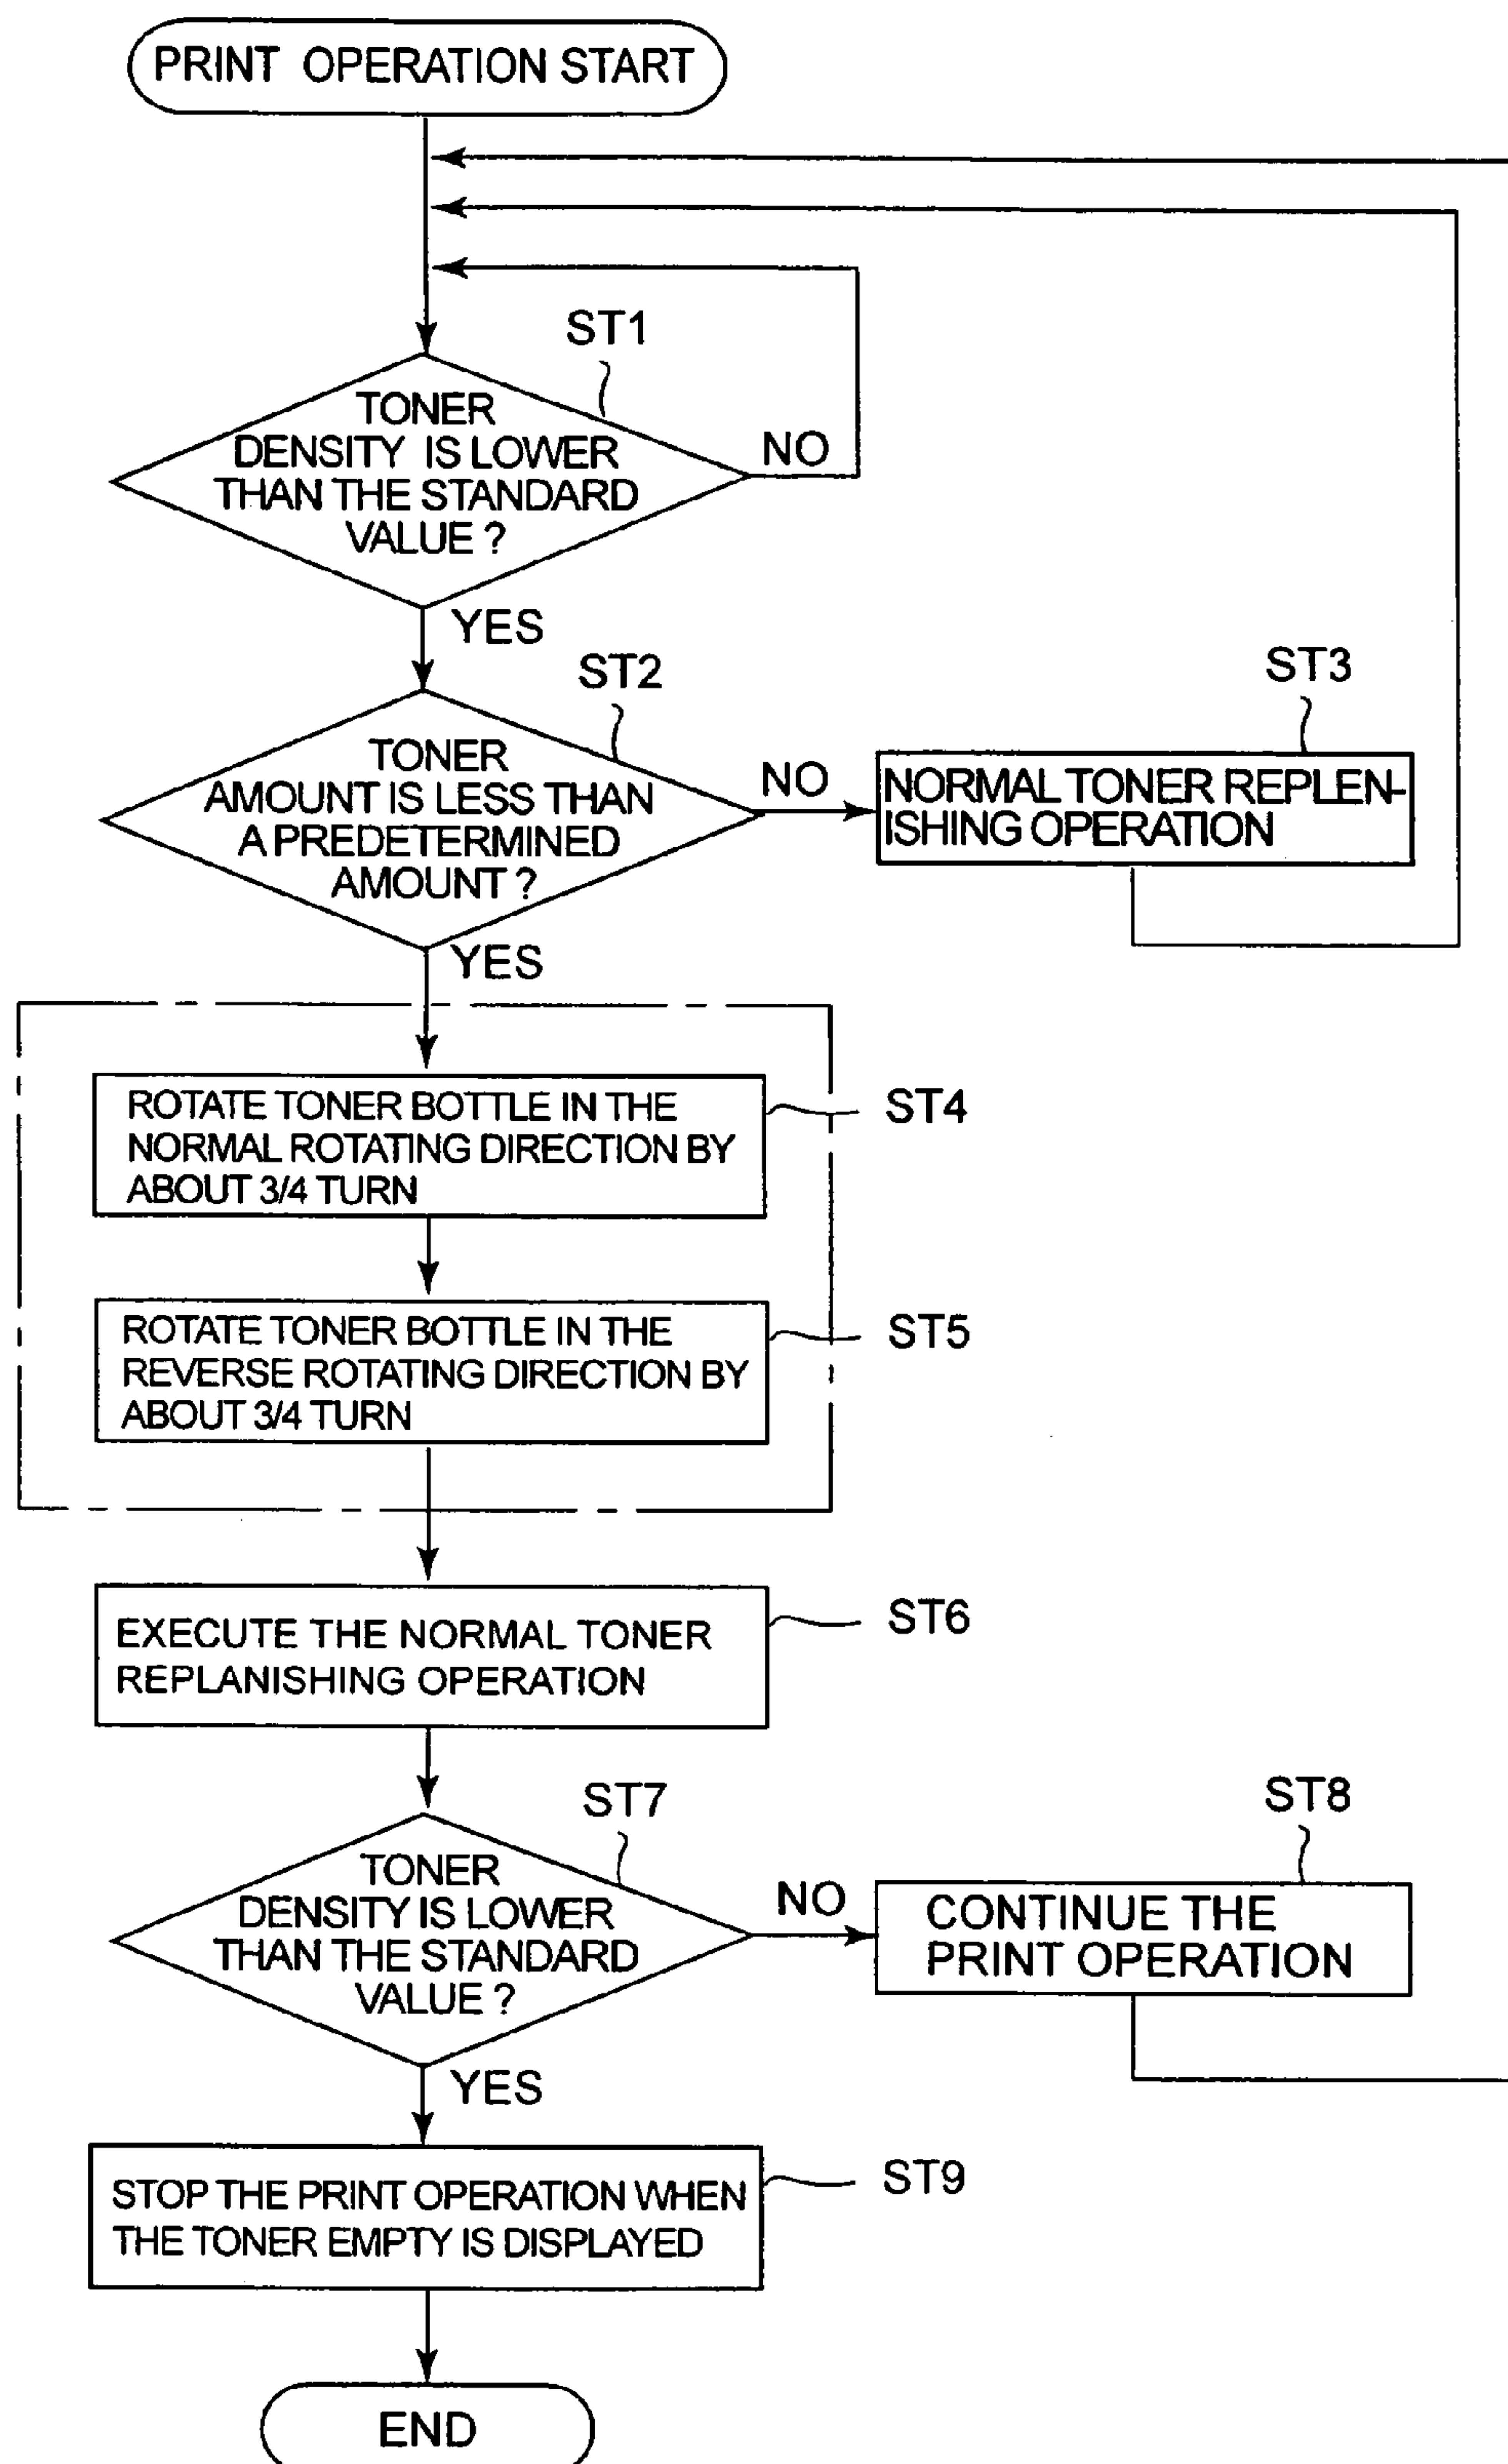 PRINT OPERATION START
ST1
TONER
DENSITY IS LOWER
THAN THE STANDARD
VALUE ?
NO
YES
ST2
TONER
AMOUNT IS LESS THAN
A PREDETERMINED
AMOUNT ?
NO
ST3
NORMAL TONER REPLEN-
ISHING OPERATION
YES
ROTATE TONER BOTTLE IN THE
NORMAL ROTATING DIRECTION BY
ABOUT 3/4 TURN
ST4
ROTATE TONER BOTTLE IN THE
REVERSE ROTATING DIRECTION BY
ABOUT 3/4 TURN
ST5
EXECUTE THE NORMAL TONER
REPLANISHING OPERATION
ST6
ST7
TONER
DENSITY IS LOWER
THAN THE STANDARD
VALUE ?
NO
ST8
CONTINUE THE
PRINT OPERATION
YES
STOP THE PRINT OPERATION WHEN
THE TONER EMPTY IS DISPLAYED
ST9
END